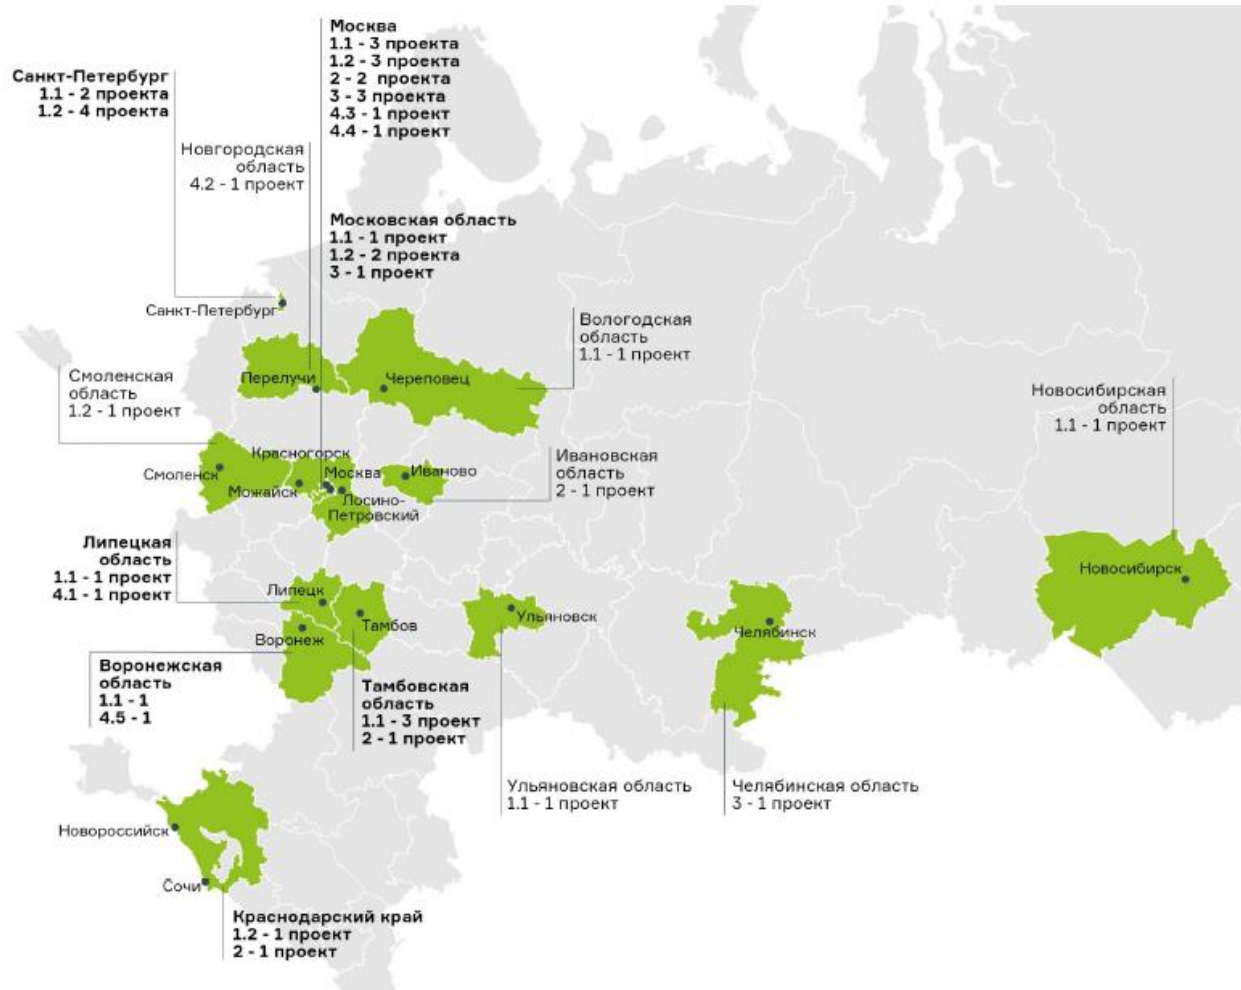 Москва
1.1 - 3 проекта
1.2 - 3 проекта
2 - 2 проекта
3 - 3 проекта
4.3 - 1 проект
4.4 - 1 проект
Санкт-Петербург
1.1 - 2 проекта
1.2 - 4 проекта
Новгородская
область
4.2 - 1 проект
Московская область
1.1 - 1 проект
1.2 - 2 проекта
3 - 1 проект
Санкт-Петербург
Вологодская
область
1.1 - 1 проект
Смоленская
область
1.2 - 1 проект
Перелучи
Череповец
Новосибирская
область
1.1 - 1 проект
Красногорск
Смоленск
Москва
Иваново
Можайск
Лосино-
Петровский
Ивановская
область
2 - 1 проект
Липецкая
область
1.1 - 1 проект
4.1 - 1 проект
Новосибирск
Липецк
Тамбов
Ульяновск
Челябинск
Воронеж
Воронежская
область
1.1 - 1
4.5 - 1
Тамбовская
область
1.1 - 3 проект
2 - 1 проект
Ульяновская область
1.1 - 1 проект
Челябинская область
3 - 1 проект
Новороссийск
Сочи
Краснодарский край
1.2 - 1 проект
2 - 1 проект